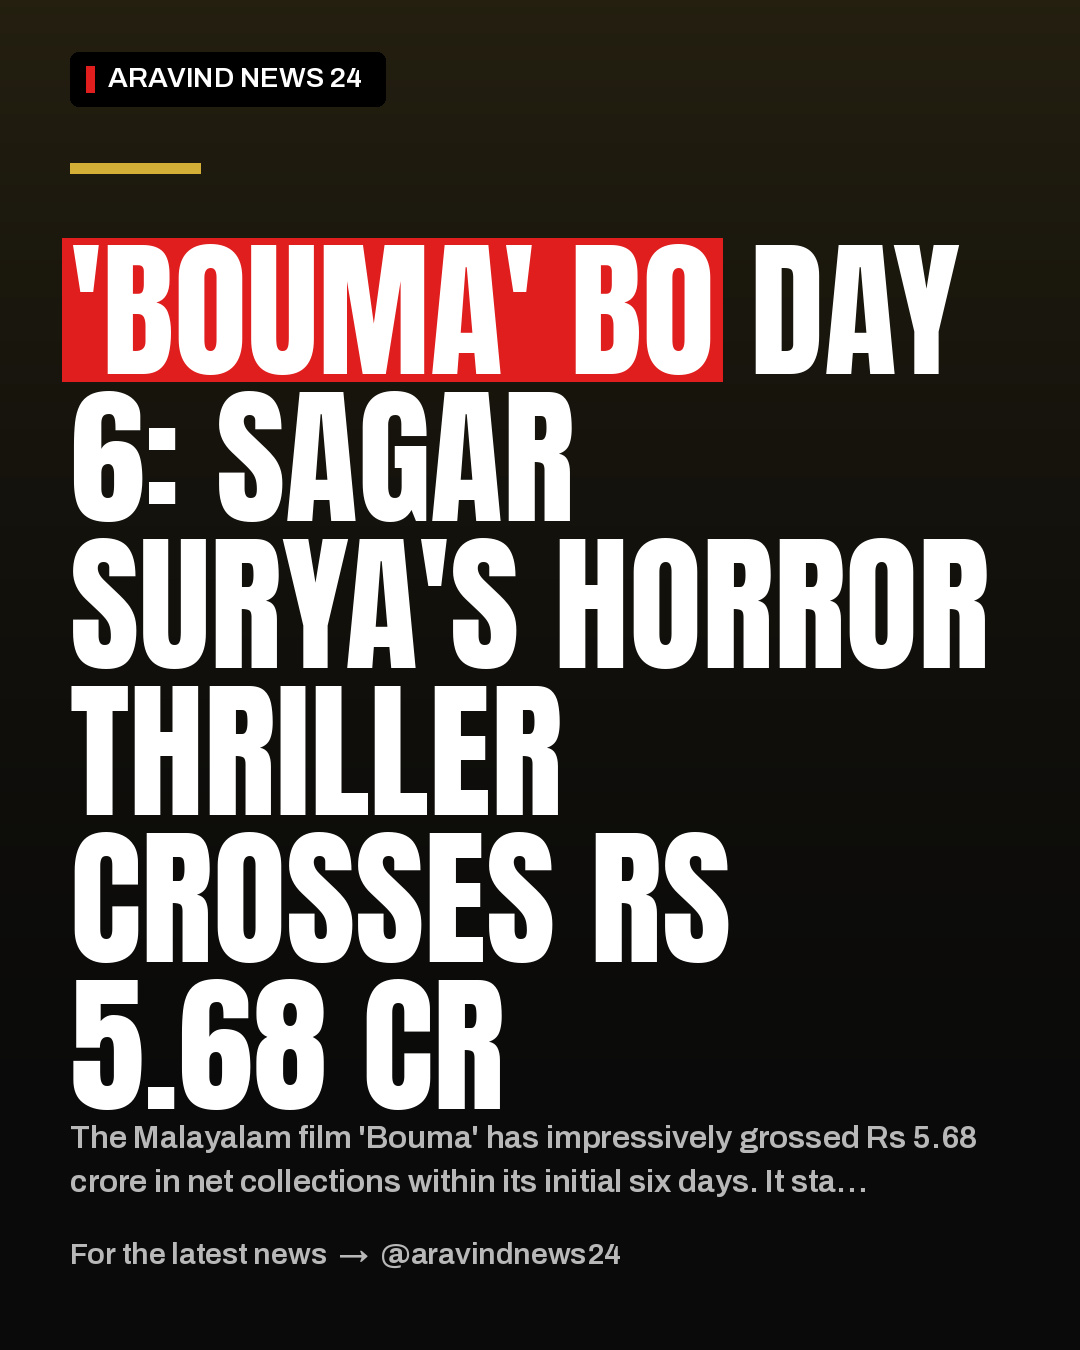 ARAVIND NEWS 24
'BOUMA' BO DAY
6: SAGAR
SURYA'S HORROR
THRILLER
CROSSES RS
5.68 CR
The Malayalam film 'Bouma' has impressively grossed Rs 5.68
crore in net collections within its initial six days. It sta...
For the latest news → @aravindnews24